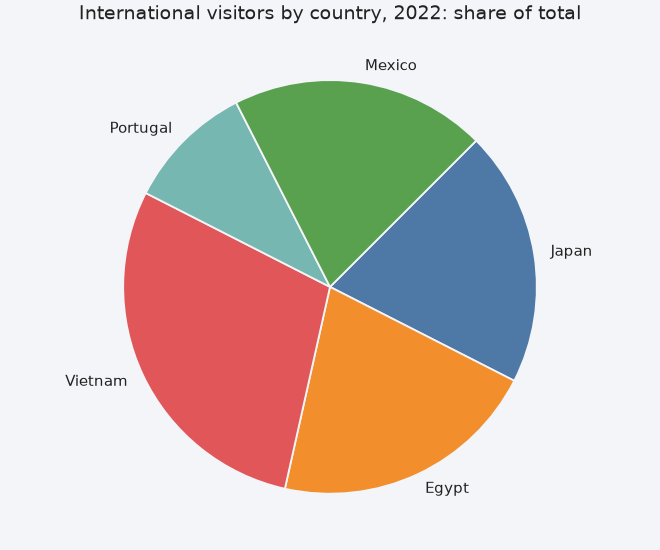 International visitors by country, 2022: share of total
Mexico
Portugal
Japan
Vietnam
Egypt